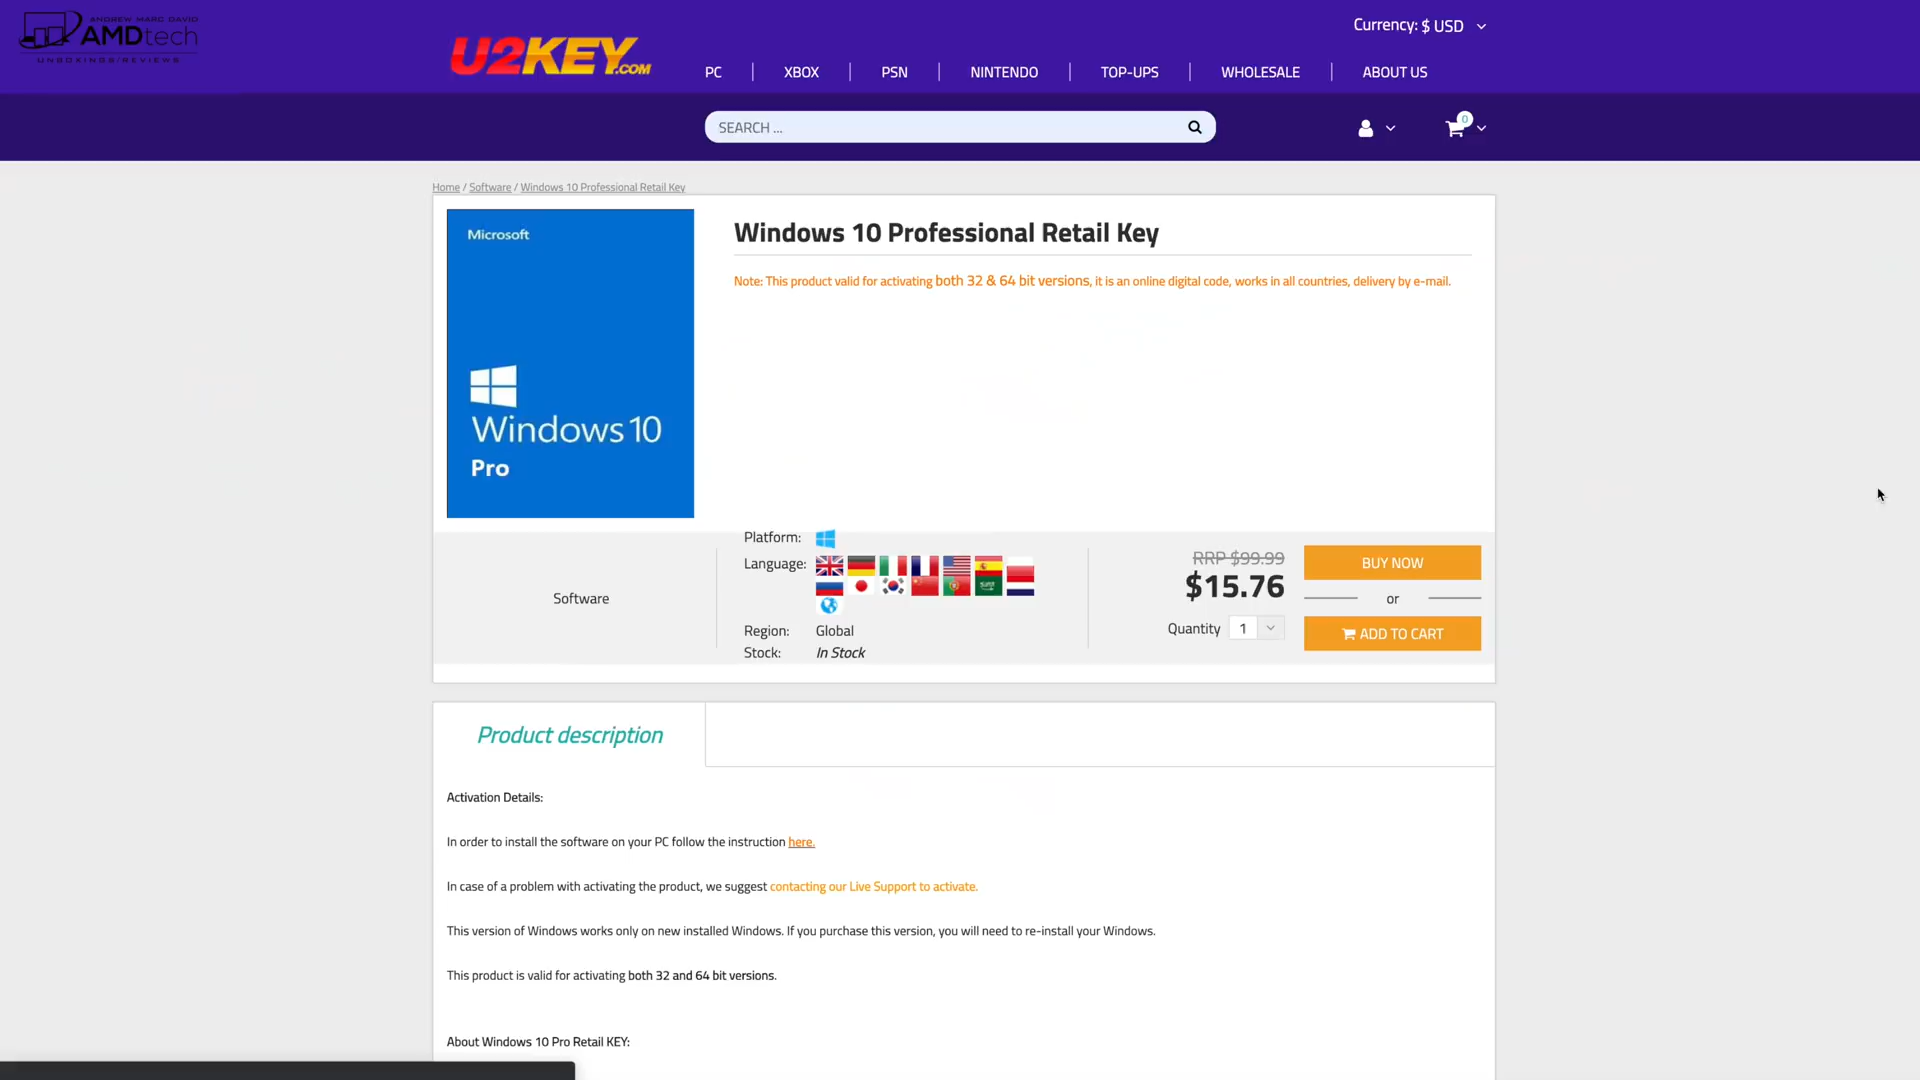 ANDREW MARC DAVID
AMDtech
UNBOXINGS/REVIEWS
Currency: $ USD
U2KEY.COM
PC
XBOX
PSN
NINTENDO
TOP-UPS
WHOLESALE
ABOUT US
SEARCH ...
0
Home / Software / Windows 10 Professional Retail Key
Microsoft
Windows 10
Pro
Windows 10 Professional Retail Key
Note: This product valid for activating both 32 & 64 bit versions, it is an online digital code, works in all countries, delivery by e-mail.
Software
Platform:
Language:
Region: Global
Stock: In Stock
RRP $99.99
$15.76
Quantity 1
BUY NOW
or
ADD TO CART
Product description
Activation Details:
In order to install the software on your PC follow the instruction here.
In case of a problem with activating the product, we suggest contacting our Live Support to activate.
This version of Windows works only on new installed Windows. If you purchase this version, you will need to re-install your Windows.
This product is valid for activating both 32 and 64 bit versions.
About Windows 10 Pro Retail KEY: